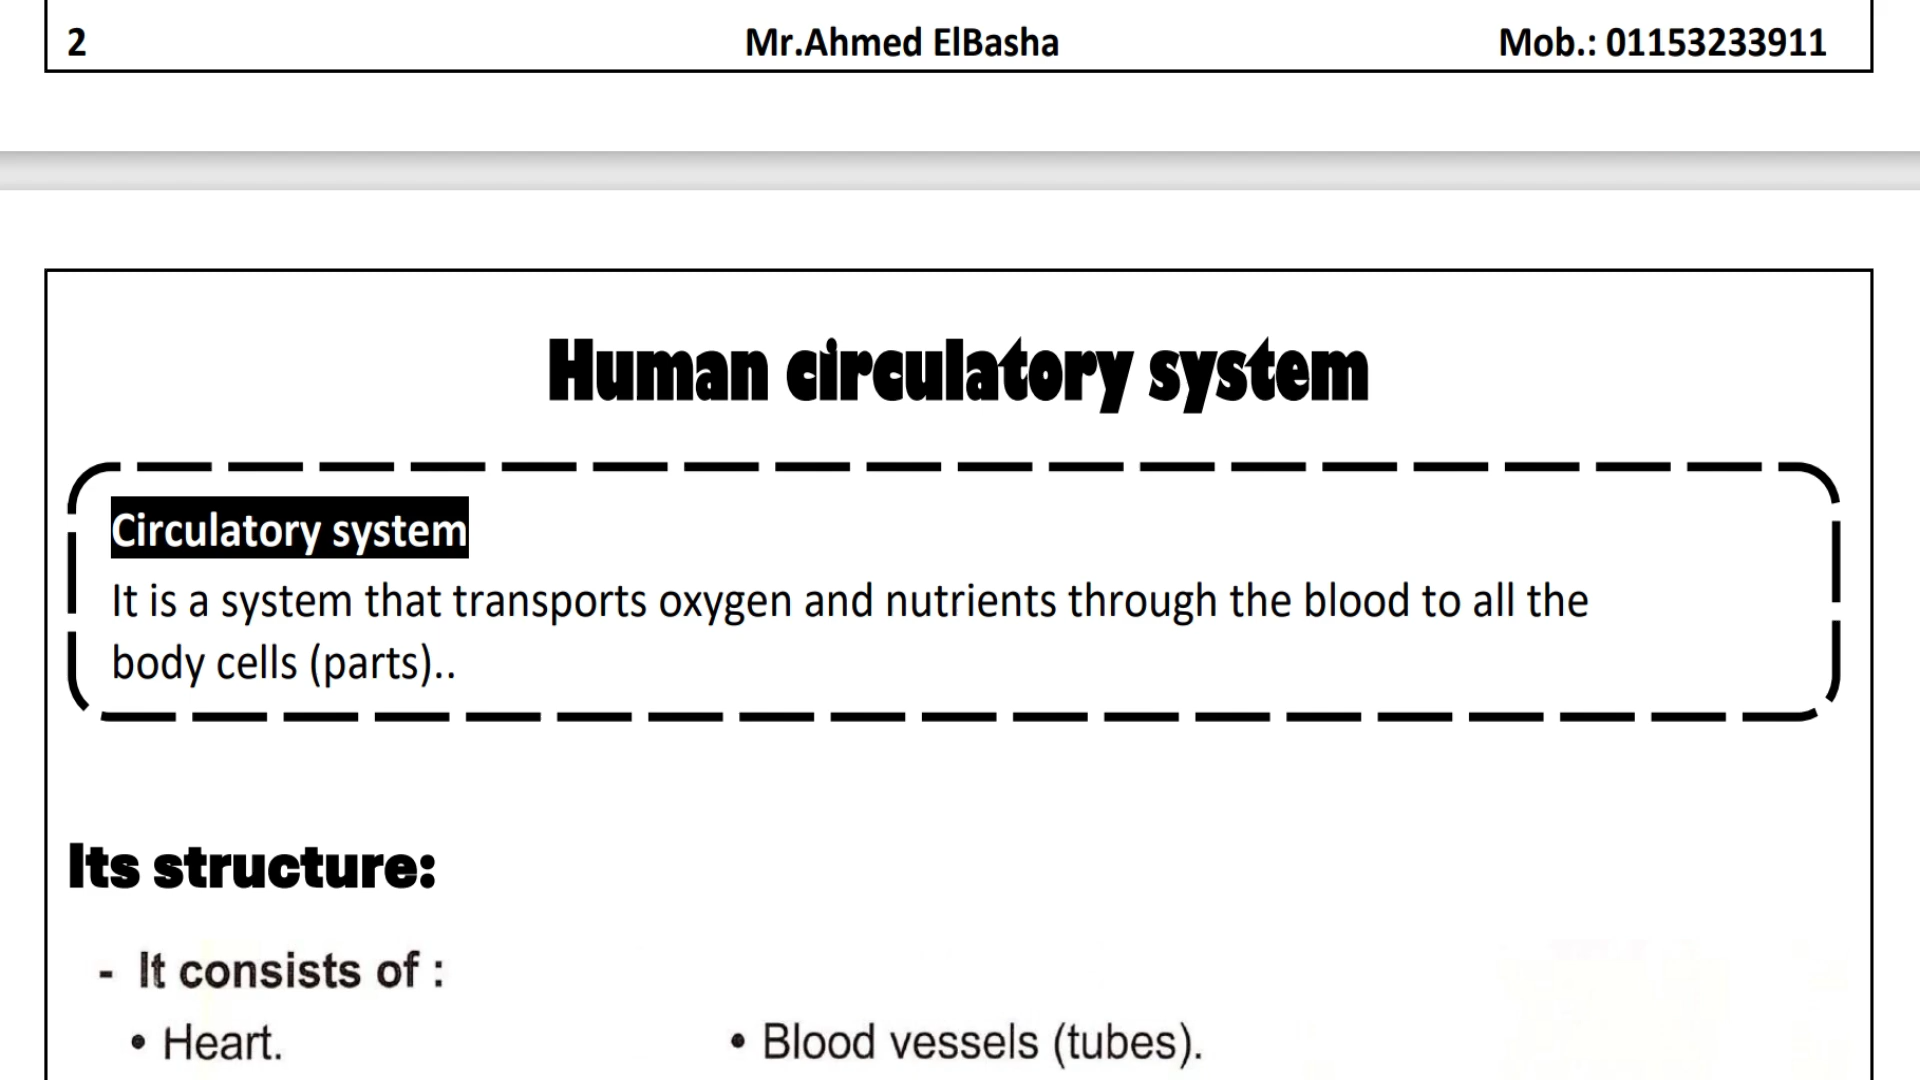 2 Mr.Ahmed ElBasha Mob.: 01153233911
Human circulatory system
Circulatory system
It is a system that transports oxygen and nutrients through the blood to all the
body cells (parts)..
Its structure:
- It consists of :
• Heart. • Blood vessels (tubes).